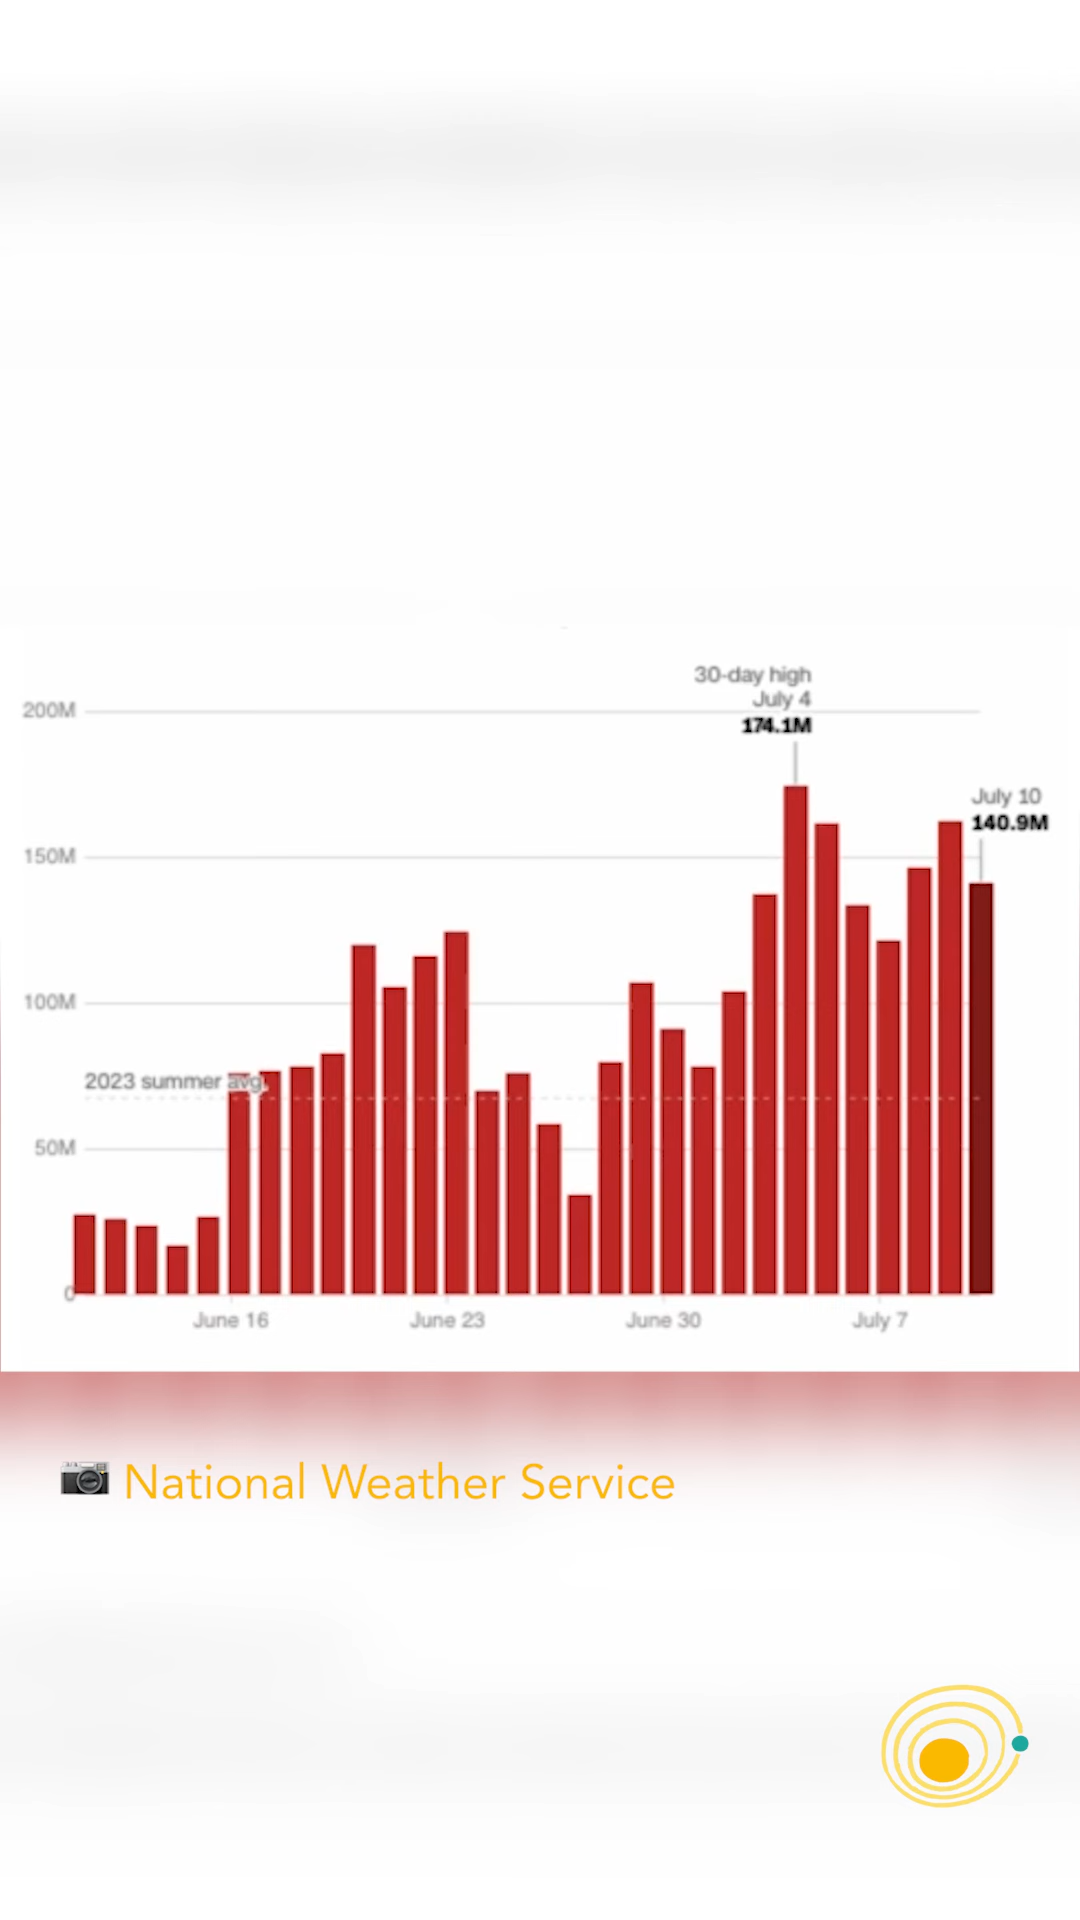 30-day high
July 4
174.1M
200M
July 10
140.9M
150M
100M
2023 summer avg.
50M
0
June 16
June 23
June 30
July 7
National Weather Service